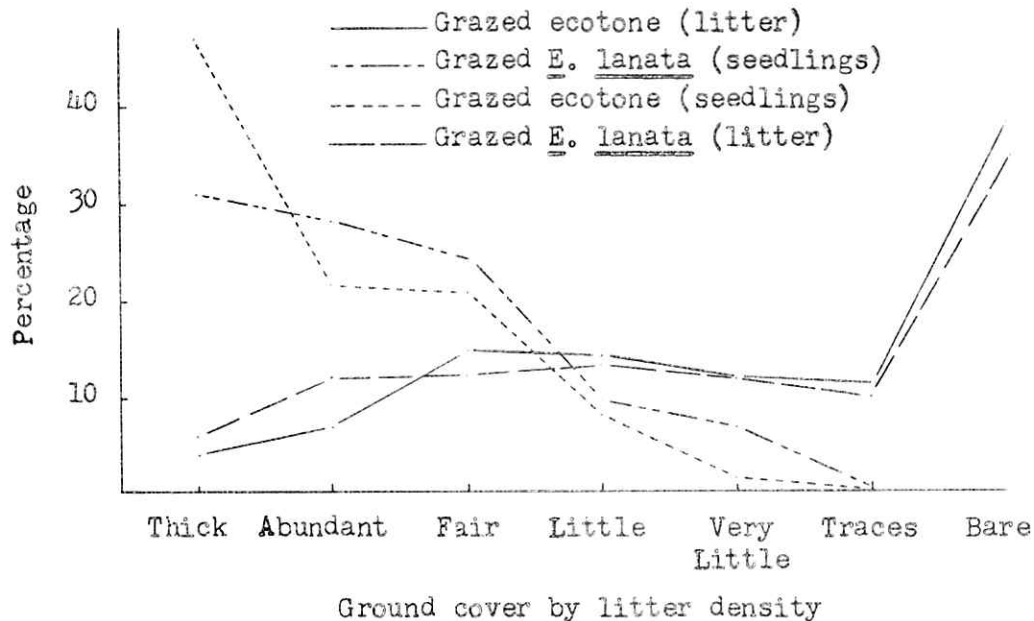 Grazed ecotone (litter)
Grazed E. lanata (seedlings)
Grazed ecotone (seedlings)
Grazed E. lanata (litter)
Percentage
40
30
20
10
Thick Abundant Fair Little Very Little Traces Bare
Ground cover by litter density